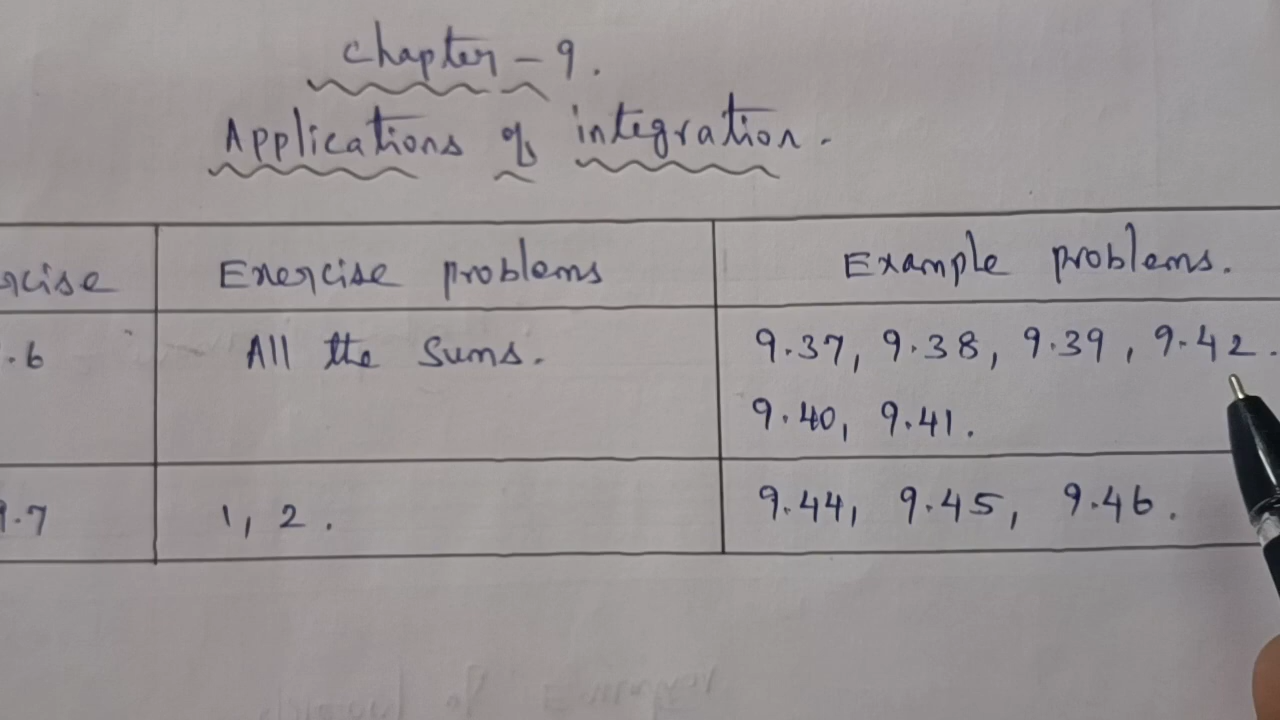 Chapter - 9.
Applications of integration.
rcise Exercise problems Example problems.
.6 All the sums. 9.37, 9.38, 9.39, 9.42.
9.40, 9.41.
9.7 1, 2. 9.44, 9.45, 9.46.